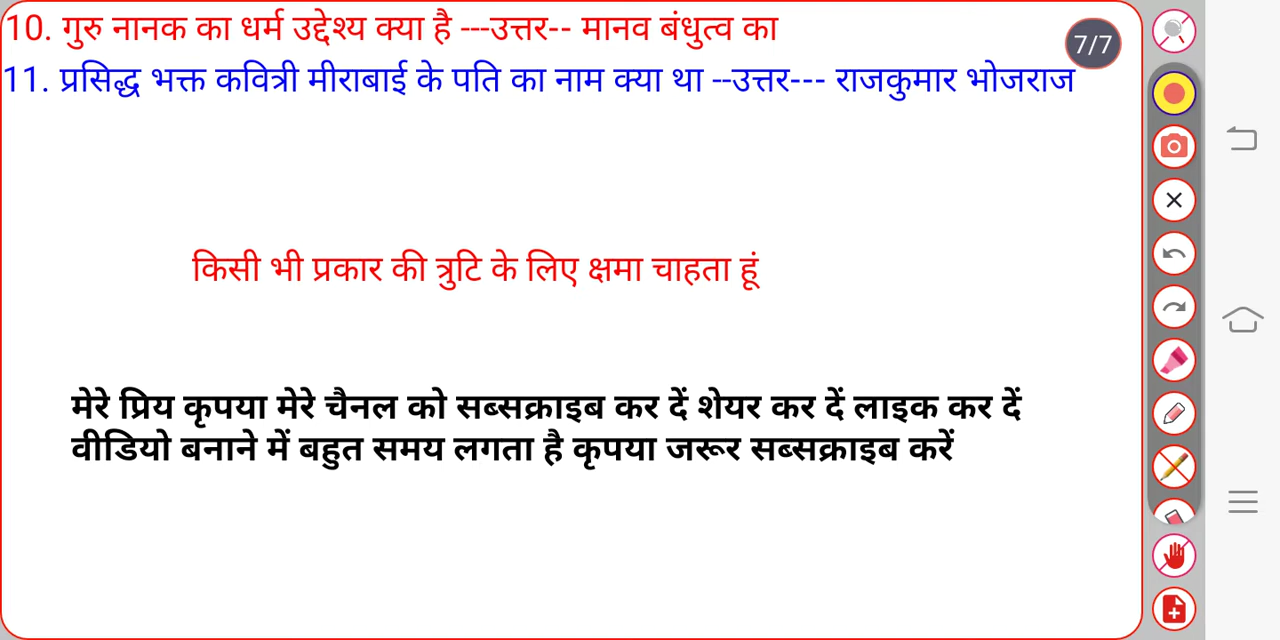 10. गुरु नानक का धर्म उद्देश्य क्या है ---उत्तर-- मानव बंधुत्व का
7/7
11. प्रसिद्ध भक्त कवित्री मीराबाई के पति का नाम क्या था --उत्तर--- राजकुमार भोजराज
किसी भी प्रकार की त्रुटि के लिए क्षमा चाहता हूं
मेरे प्रिय कृपया मेरे चैनल को सब्सक्राइब कर दें शेयर कर दें लाइक कर दें
वीडियो बनाने में बहुत समय लगता है कृपया जरूर सब्सक्राइब करें